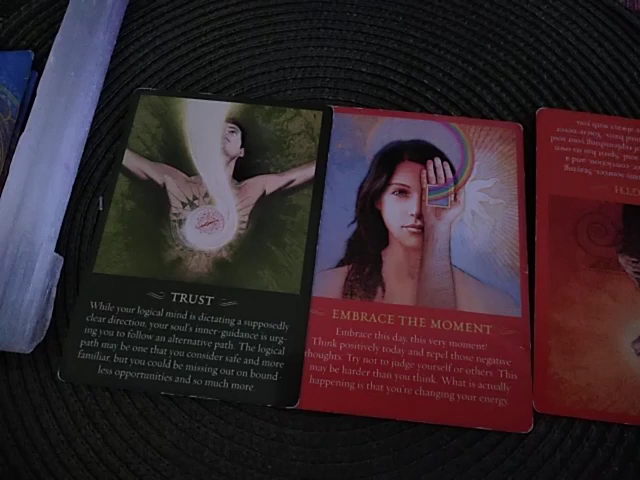 TRUST
While your logical mind is dictating a supposedly
clear direction, your soul's inner-guidance is urg-
ing you to follow an alternative path. The logical
path may be one that you consider safe and more
familiar, but you could be missing out on bound-
less opportunities and so much more.
EMBRACE THE MOMENT
Embrace this day, this very moment!
Think positively today and repel those negative
thoughts. Try not to judge yourself or others. This
may be harder than you think. What is actually
happening is that you're changing your energy.
always with you.